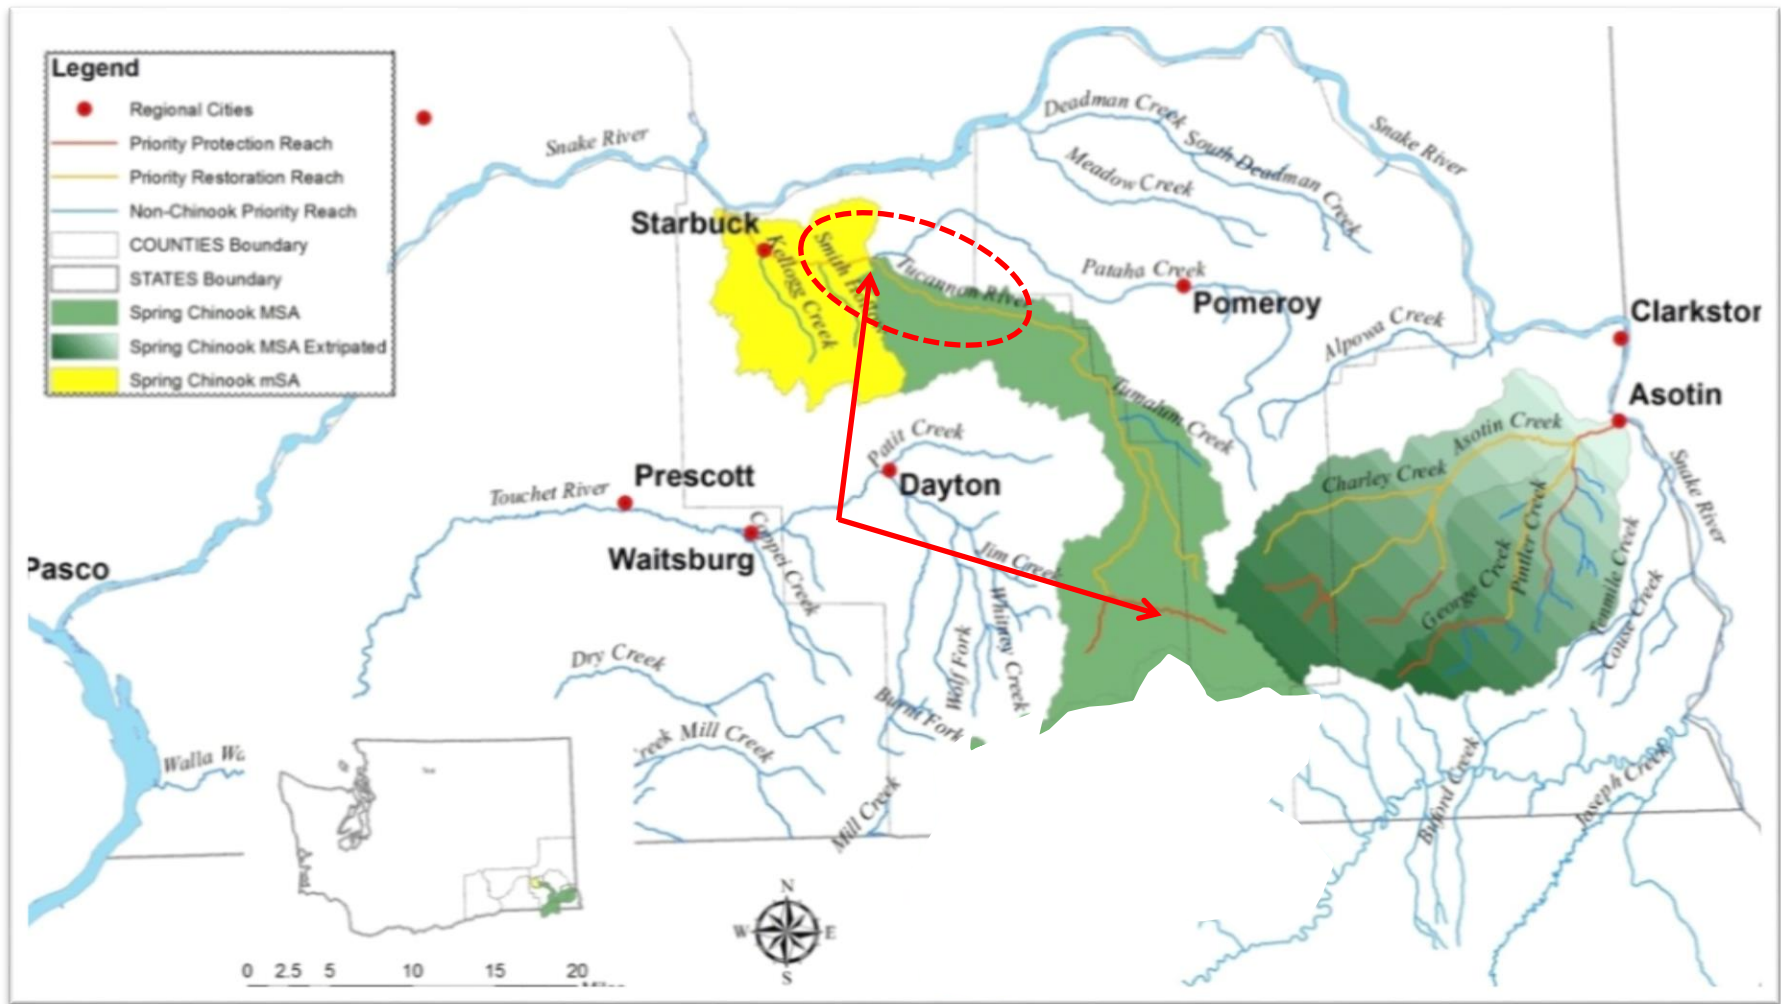 Legend
Regional Cities
Priority Protection Reach
Priority Restoration Reach
Non-Chinook Priority Reach
COUNTIES Boundary
STATES Boundary
Spring Chinook MSA
Spring Chinook MSA Extripated
Spring Chinook mSA
Snake River
Deadman Creek
South Deadman Creek
Meadow Creek
Snake River
Starbuck
Kellogg Creek
Smith Hollow
Tucannon River
Pataha Creek
Pomeroy
Clarkstor
Alpowa Creek
Asotin
Tumalum Creek
Asotin Creek
Charley Creek
Patit Creek
Dayton
Prescott
Touchet River
Waitsburg
Coppei Creek
Pasco
Jim Creek
Whitney Creek
Wolf Fork
Burnt Fork
George Creek
Pintler Creek
Tenmile Creek
Couse Creek
Snake River
Dry Creek
reek
Mill Creek
Walla Wa
Mill Creek
Buford Creek
Joseph Creek
N
W E
S
0 2.5 5 10 15 20